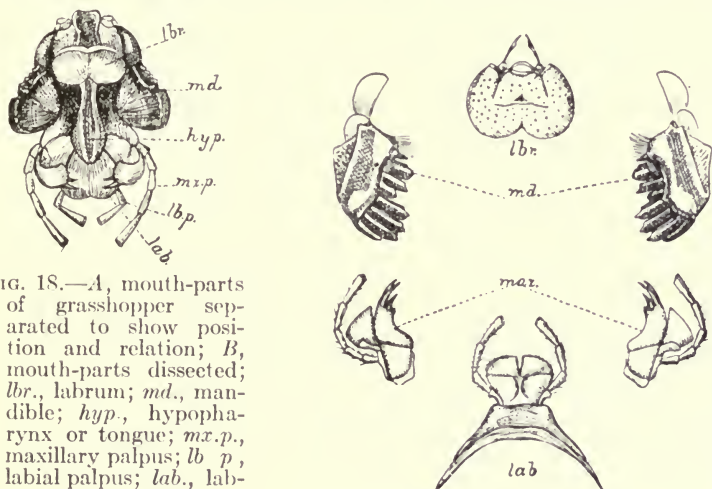 lbr.
md.
hyp.
mx.p.
lb p.
lab.
lbr.
md.
max.
lab
IG. 18.—A, mouth-parts
of grasshopper sep-
arated to show posi-
tion and relation; B,
mouth-parts dissected;
lbr., labrum; md., man-
dible; hyp., hypopha-
rynx or tongue; mx.p.,
maxillary palpus; lb p ,
labial palpus; lab., lab-